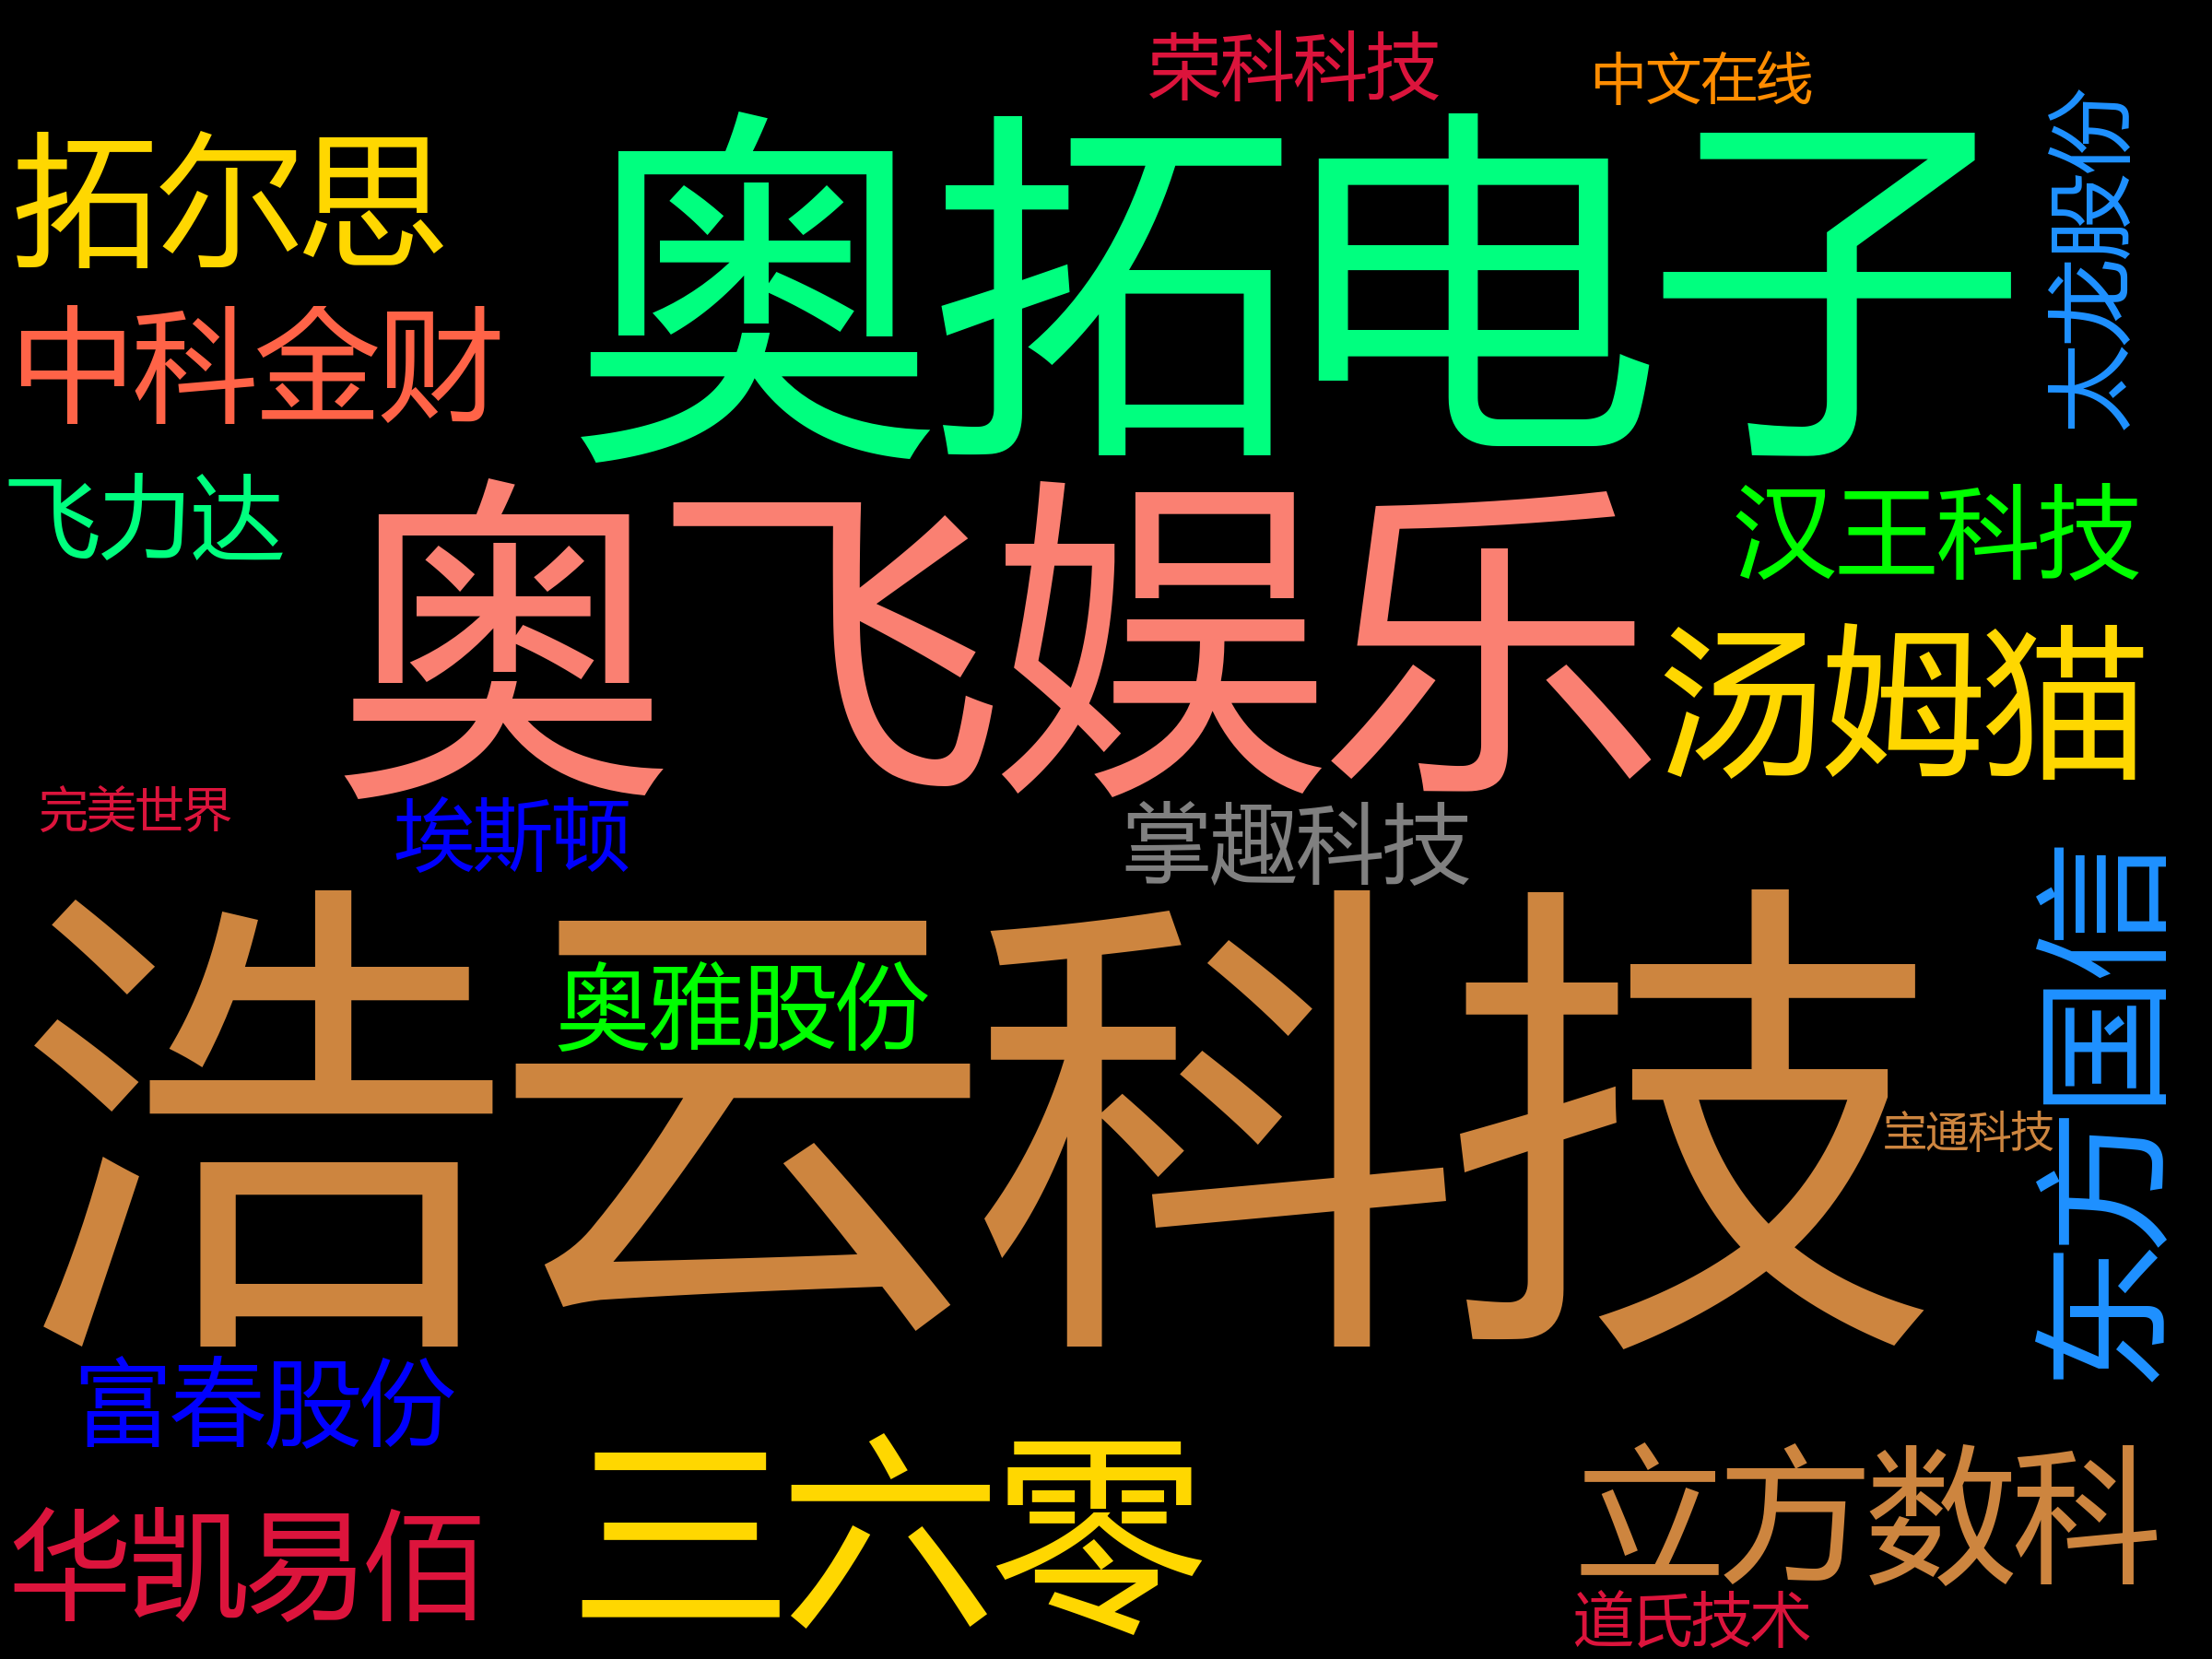 荣科科技
中文在线
太龙股份
拓尔思
奥拓电子
中科金财
飞力达
奥飞娱乐
汉王科技
汤姆猫
完美世界
埃斯顿
掌趣科技
浩云科技
奥雅股份
东方国信
宝通科技
富春股份
三六零
立方数科
华凯易佰
道氏技术